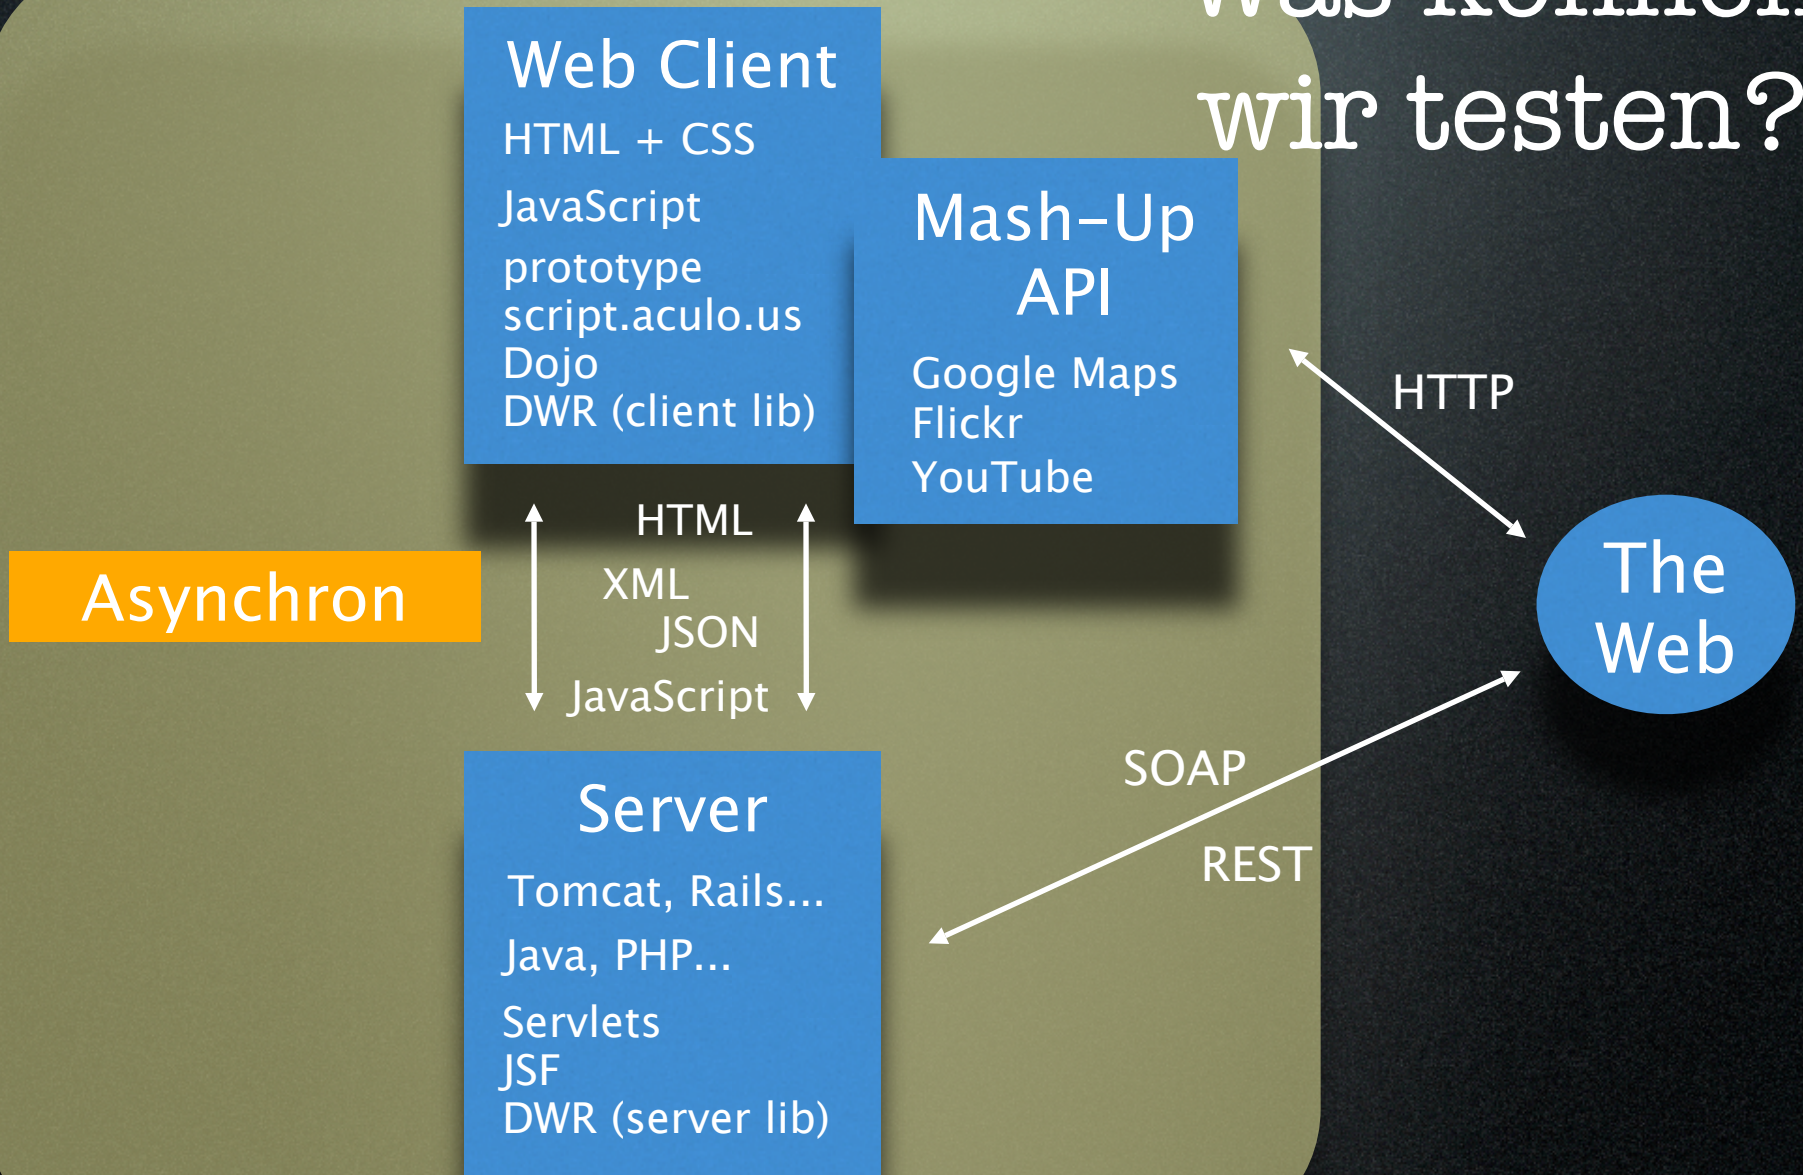 was können
wir testen?
Web Client
HTML + CSS
JavaScript
prototype
script.aculo.us
Dojo
DWR (client lib)
Mash-Up
API
Google Maps
Flickr
YouTube
HTTP
HTML
XML
JSON
JavaScript
Asynchron
The
Web
SOAP
REST
Server
Tomcat, Rails...
Java, PHP...
Servlets
JSF
DWR (server lib)